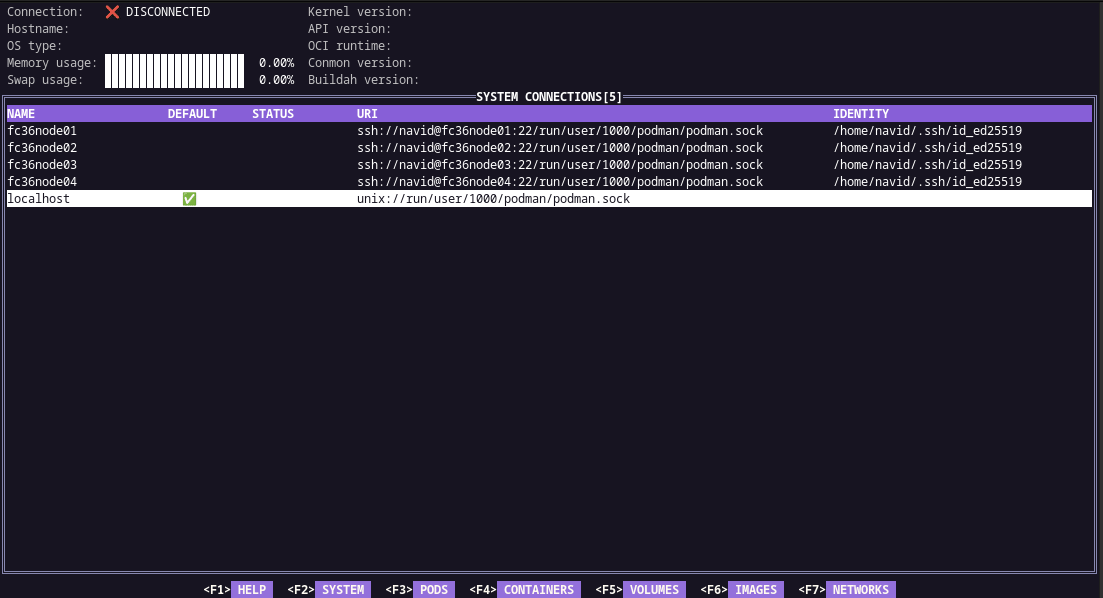 Connection: ❌ DISCONNECTED Kernel version:
Hostname: API version:
OS type: OCI runtime:
Memory usage: 0.00% Conmon version:
Swap usage: 0.00% Buildah version:
SYSTEM CONNECTIONS[5]
NAME DEFAULT STATUS URI IDENTITY
fc36node01 ssh://navid@fc36node01:22/run/user/1000/podman/podman.sock /home/navid/.ssh/id_ed25519
fc36node02 ssh://navid@fc36node02:22/run/user/1000/podman/podman.sock /home/navid/.ssh/id_ed25519
fc36node03 ssh://navid@fc36node03:22/run/user/1000/podman/podman.sock /home/navid/.ssh/id_ed25519
fc36node04 ssh://navid@fc36node04:22/run/user/1000/podman/podman.sock /home/navid/.ssh/id_ed25519
localhost ✅ unix://run/user/1000/podman/podman.sock
<F1> HELP <F2> SYSTEM <F3> PODS <F4> CONTAINERS <F5> VOLUMES <F6> IMAGES <F7> NETWORKS